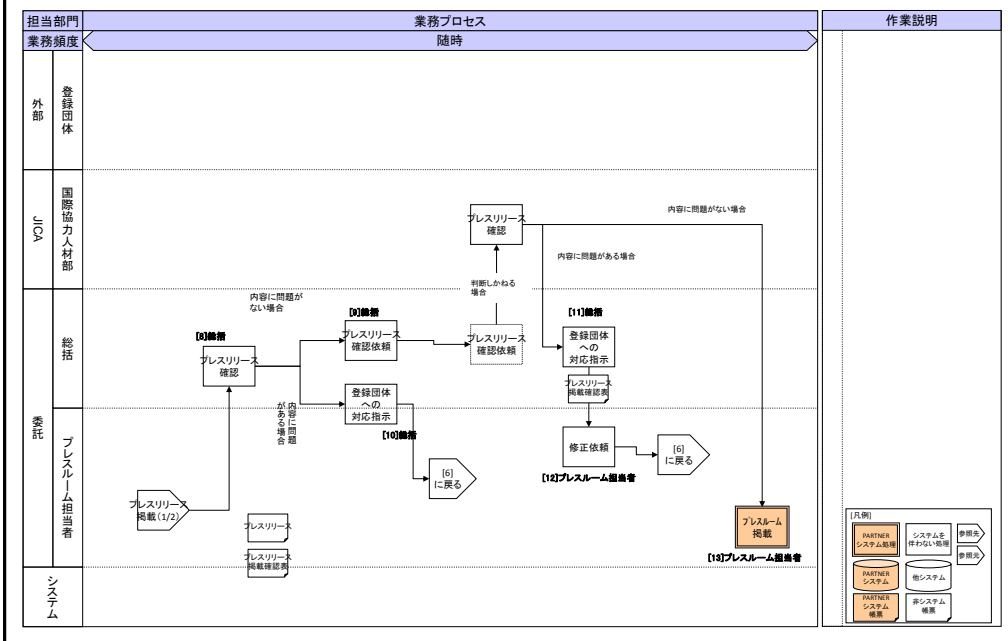 担当部門
業務プロセス
作業説明
業務頻度
随時
外部
登録団体
JICA
国際協力人材部
プレスリリース
確認
内容に問題がない場合
内容に問題がある場合
判断しかねる
場合
委託
総括
内容に問題が
ない場合
[8]総括
プレスリリース
確認
[9]総括
プレスリリース
確認依頼
プレスリリース
確認依頼
[11]総括
登録団体
への
対応指示
プレスリリース
掲載確認表
登録団体
への
対応指示
内容に問題
がある場合
[10]総括
プレスルーム担当者
プレスリリース
掲載(1/2)
プレスリリース
プレスリリース
掲載確認表
[6]
に戻る
修正依頼
[12]プレスルーム担当者
[6]
に戻る
プレスルーム
掲載
[13]プレスルーム担当者
システム
[凡例]
PARTNER
システム処理
システムを
伴わない処理
参照先
参照元
PARTNER
システム
他システム
PARTNER
システム
帳票
非システム
帳票